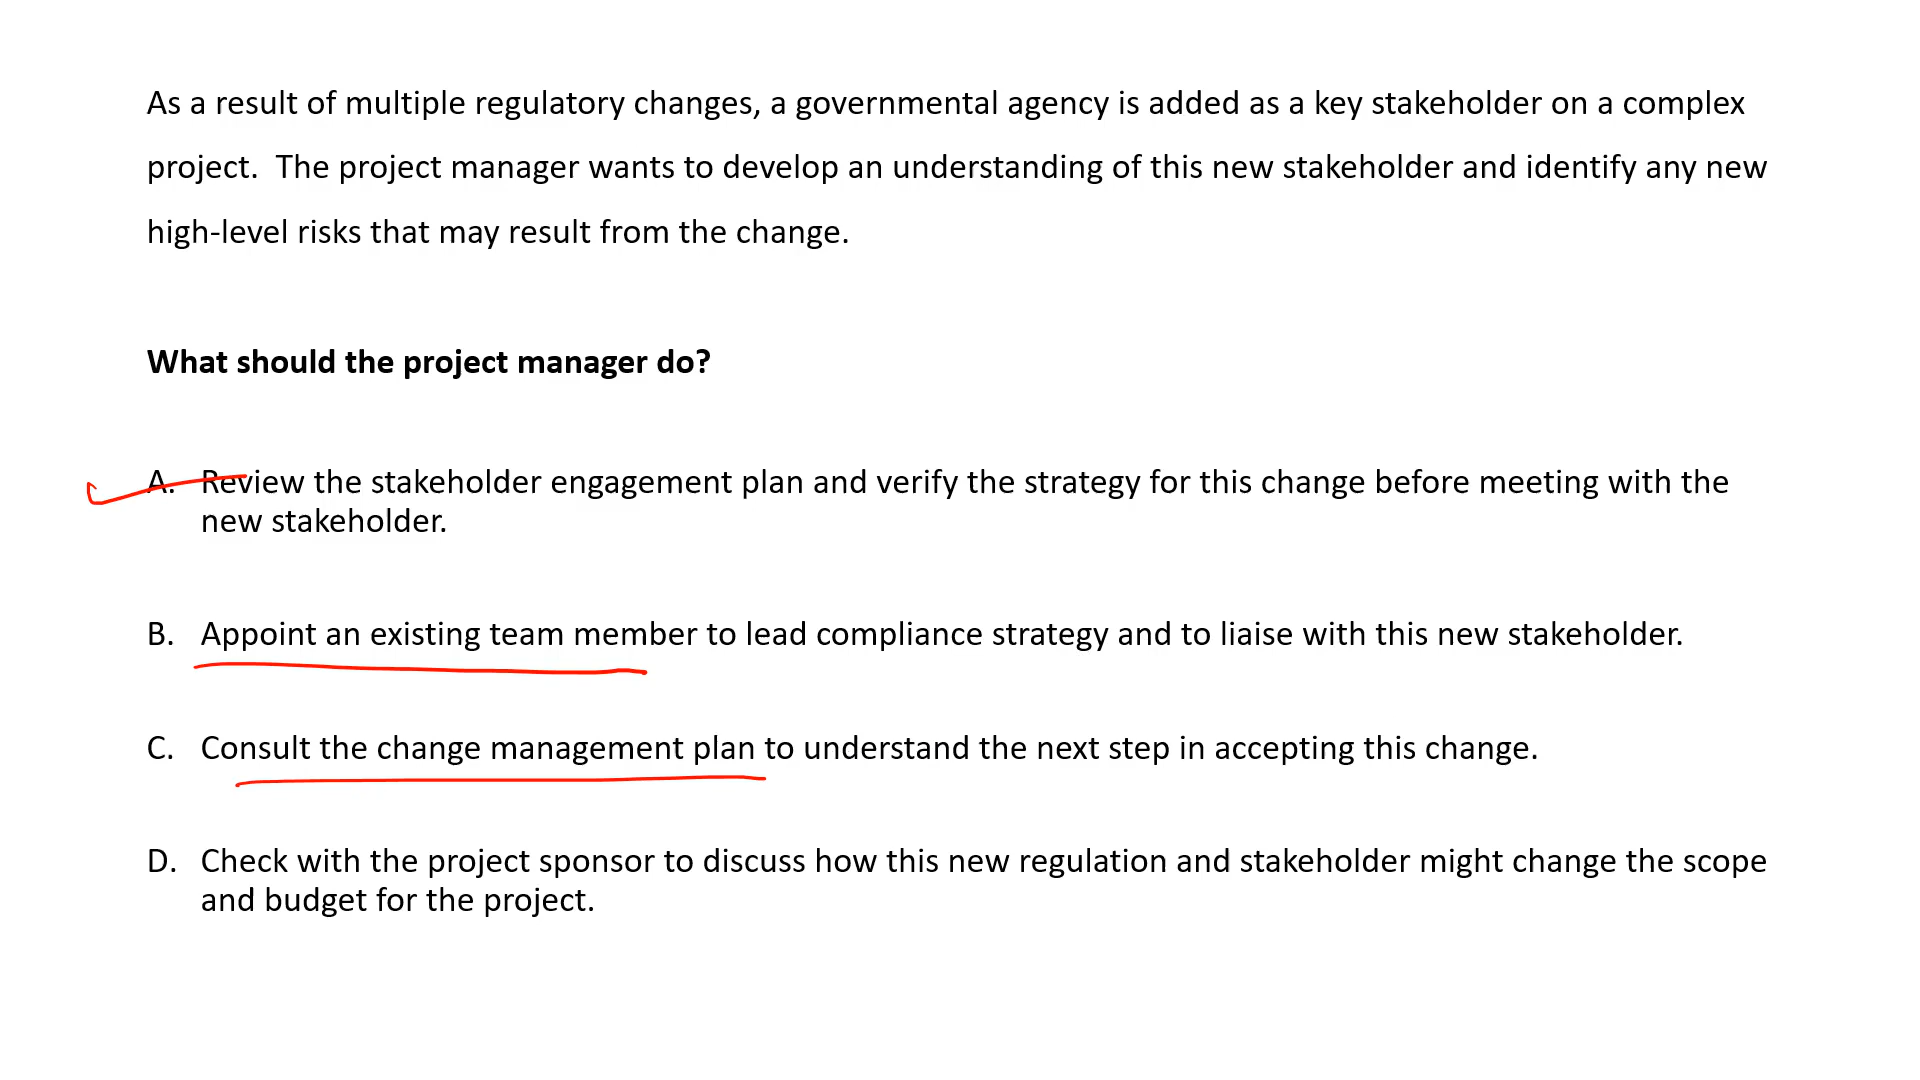 As a result of multiple regulatory changes, a governmental agency is added as a key stakeholder on a complex
project.  The project manager wants to develop an understanding of this new stakeholder and identify any new
high-level risks that may result from the change.
What should the project manager do?
A. Review the stakeholder engagement plan and verify the strategy for this change before meeting with the
new stakeholder.
B. Appoint an existing team member to lead compliance strategy and to liaise with this new stakeholder.
C. Consult the change management plan to understand the next step in accepting this change.
D. Check with the project sponsor to discuss how this new regulation and stakeholder might change the scope
and budget for the project.